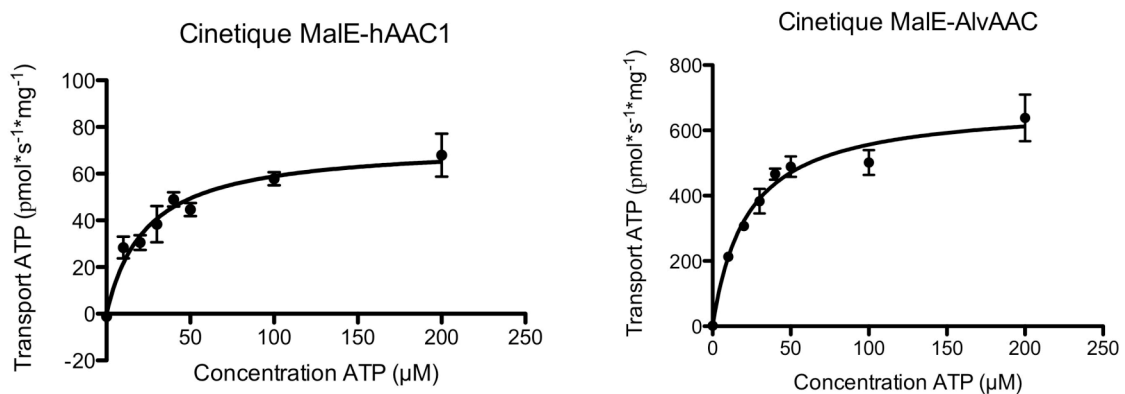 Cinetique MalE-hAAC1
Transport ATP (pmol*s⁻¹*mg⁻¹)
100
80
60
40
20
0
-20
0 50 100 150 200 250
Concentration ATP (µM)
Cinetique MalE-AlvAAC
Transport ATP (pmol*s⁻¹*mg⁻¹)
800
600
400
200
0
0 50 100 150 200 250
Concentration ATP (µM)